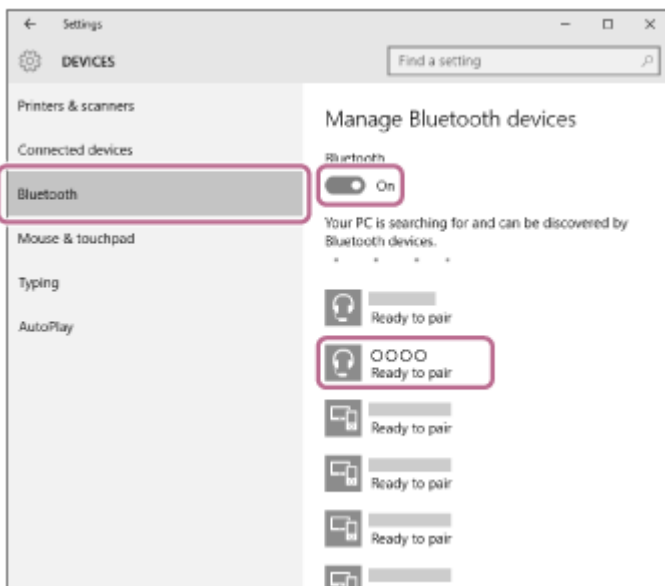 Settings
DEVICES
Find a setting
Printers & scanners
Connected devices
Bluetooth
Mouse & touchpad
Typing
AutoPlay
Manage Bluetooth devices
Bluetooth
On
Your PC is searching for and can be discovered by
Bluetooth devices.
Ready to pair
OOOO
Ready to pair
Ready to pair
Ready to pair
Ready to pair